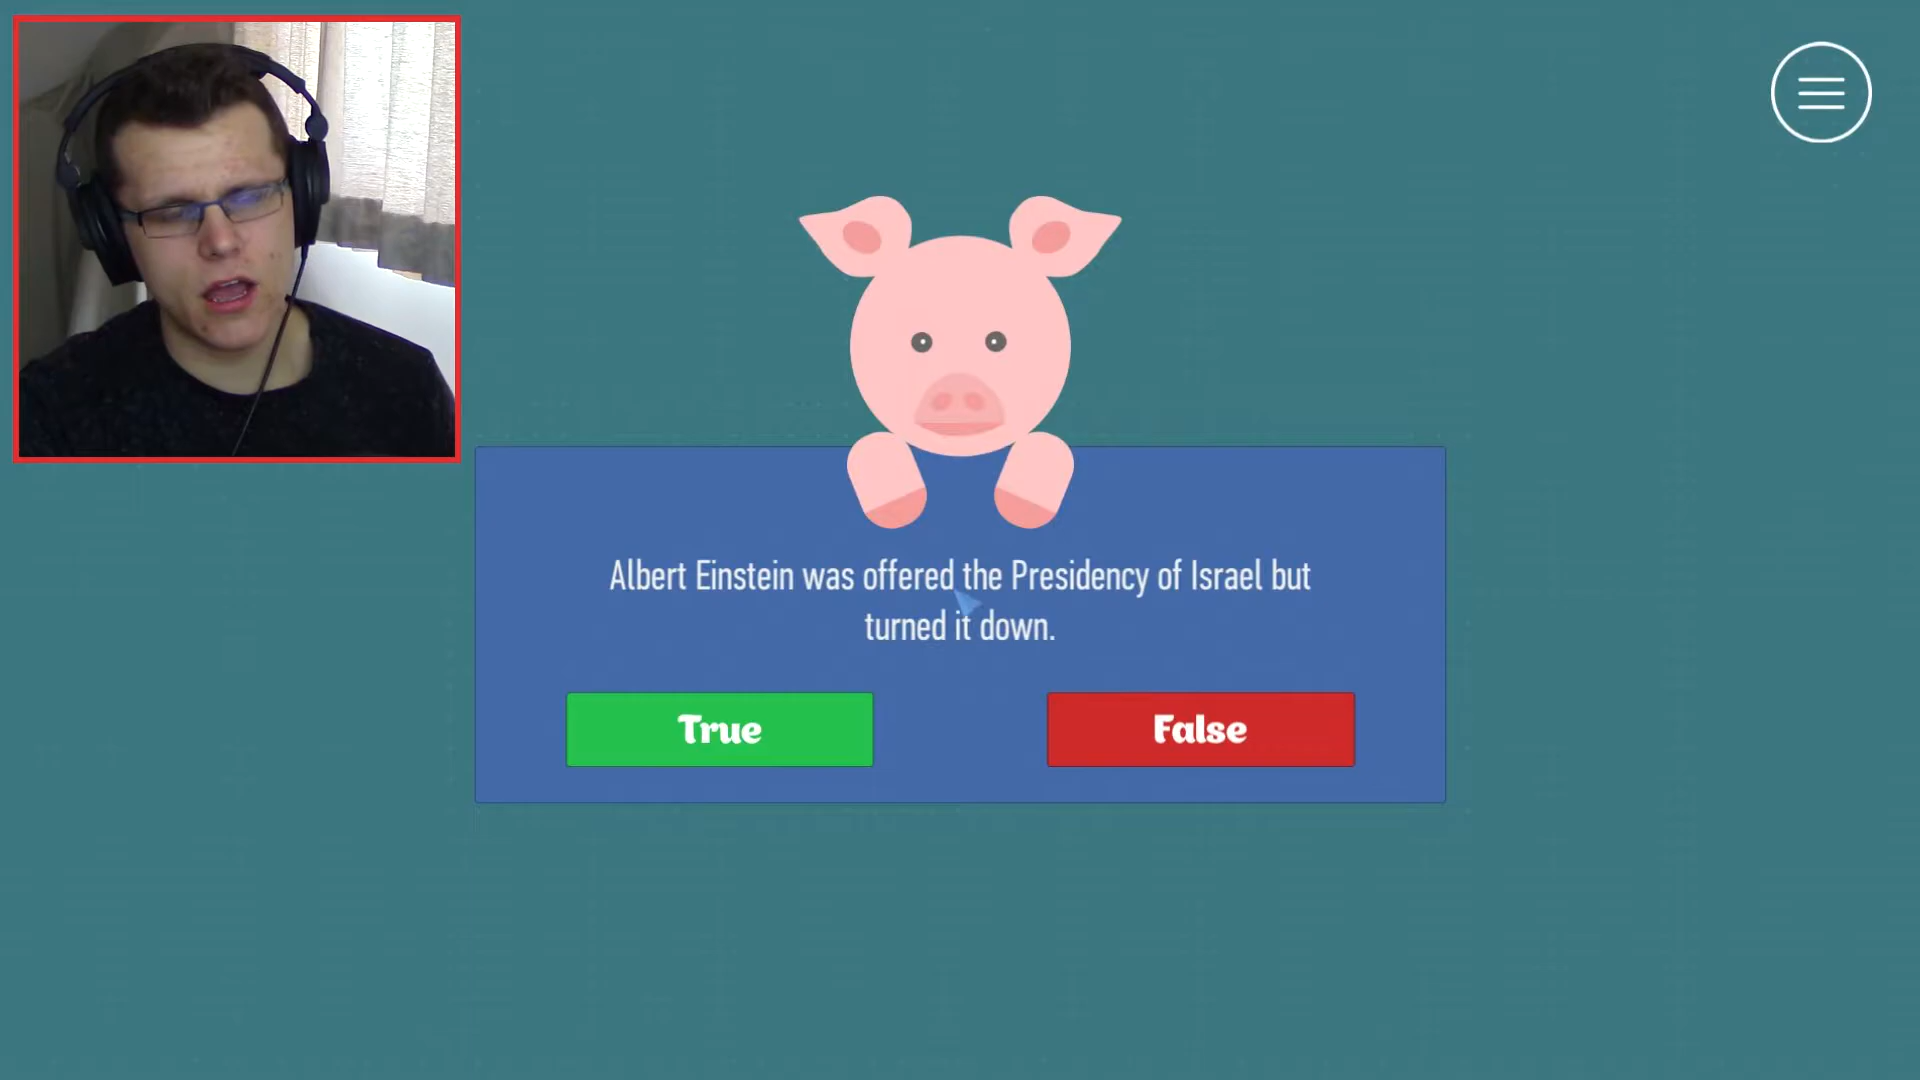 Albert Einstein was offered the Presidency of Israel but
turned it down.
True
False